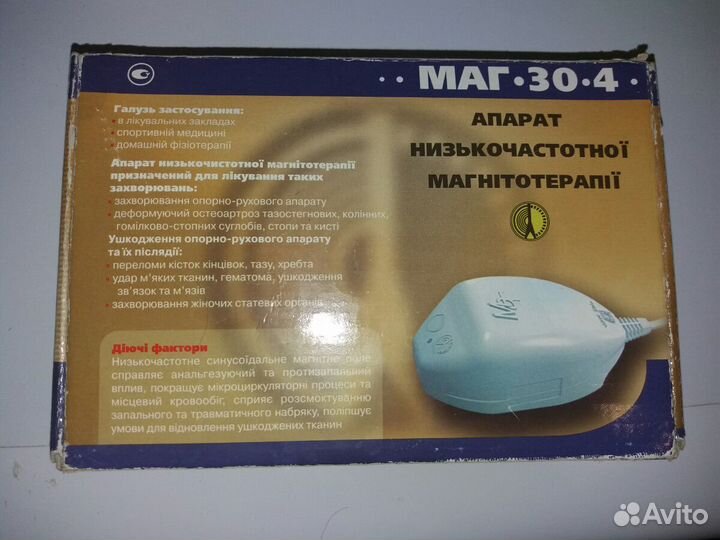 МАГ·30·4
АПАРАТ
НИЗЬКОЧАСТОТНОЇ
МАГНІТОТЕРАПІЇ
Галузь застосування:
· в лікувальних закладах
· спортивній медицині
· домашній фізіотерапії
Апарат низькочистотної магнітотерапії
призначений для лікування таких
захворювань:
· захворювання опорно-рухового апарату
· деформуючий остеоартроз тазостегнових, колінних,
гомілково-стопних суглобів, стопи та кисті
Ушкодження опорно-рухового апарату
та їх післядії:
· переломи кісток кінцівок, тазу, хребта
· удар м'яких тканин, гематома, ушкодження
зв'язок та м'язів
· захворювання жіночих статевих органів
Діючі фактори
Низькочастотне синусоїдальне магнітне поле
справляє анальгезуючий та протизапальний
вплив, покращує мікроциркуляторні процеси та
місцевий кровообіг, сприяє розсмоктуванню
запального та травматичного набряку, поліпшує
умови для відновлення ушкоджених тканин
Avito